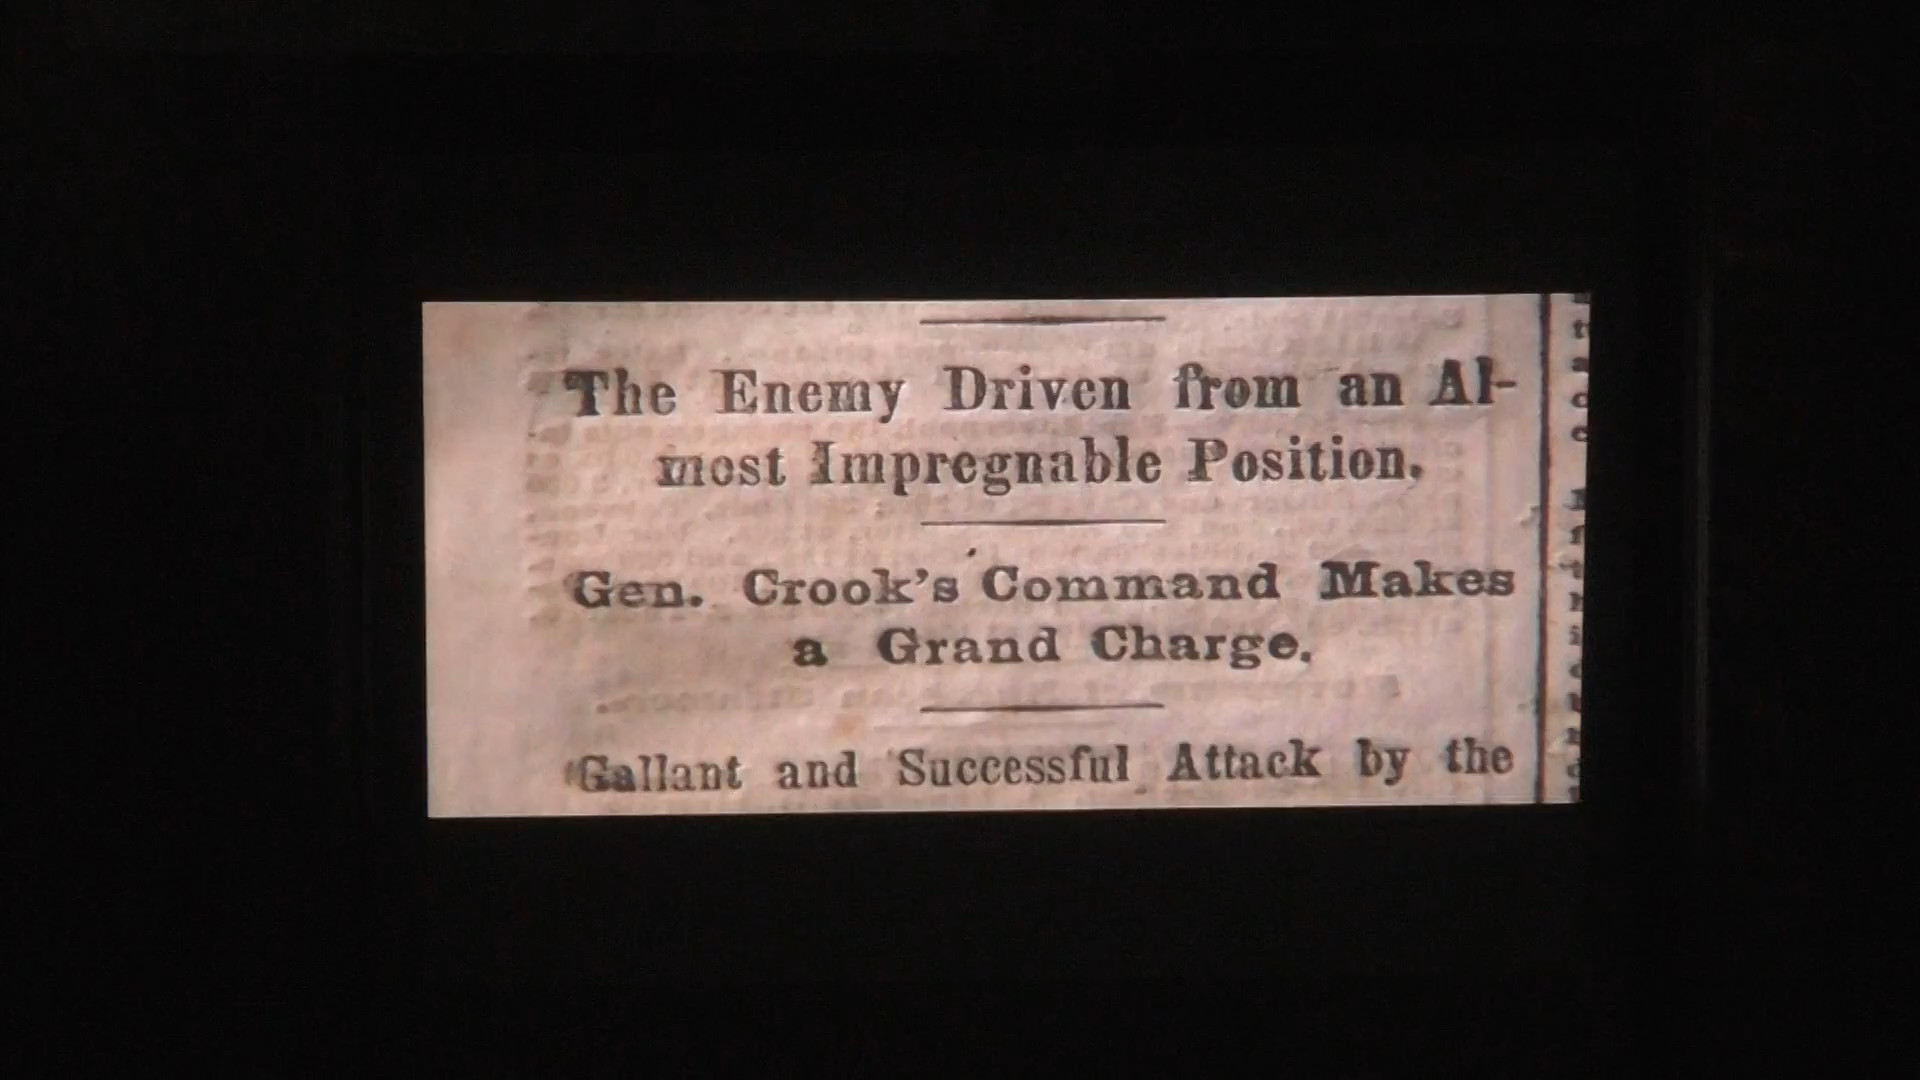 The Enemy Driven from an Al-
most Impregnable Position.
Gen. Crook's Command Makes
a Grand Charge.
Gallant and Successful Attack by the